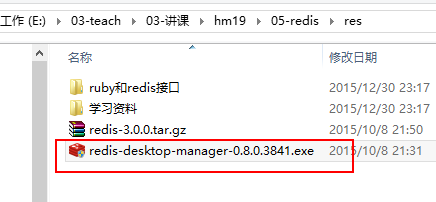 工作 (E:) ▸ 03-teach ▸ 03-讲课 ▸ hm19 ▸ 05-redis ▸ res
名称 修改日期
ruby和redis接口 2015/12/30 23:17
学习资料 2015/12/30 23:17
redis-3.0.0.tar.gz 2015/10/8 21:50
redis-desktop-manager-0.8.0.3841.exe 2015/10/8 21:31